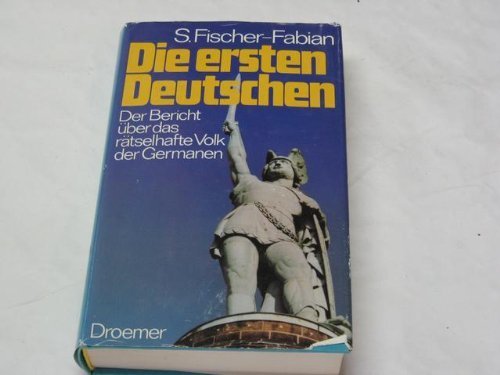 S. Fischer-Fabian
Die ersten
Deutschen
Der Bericht
über das
rätselhafte Volk
der Germanen
Droemer